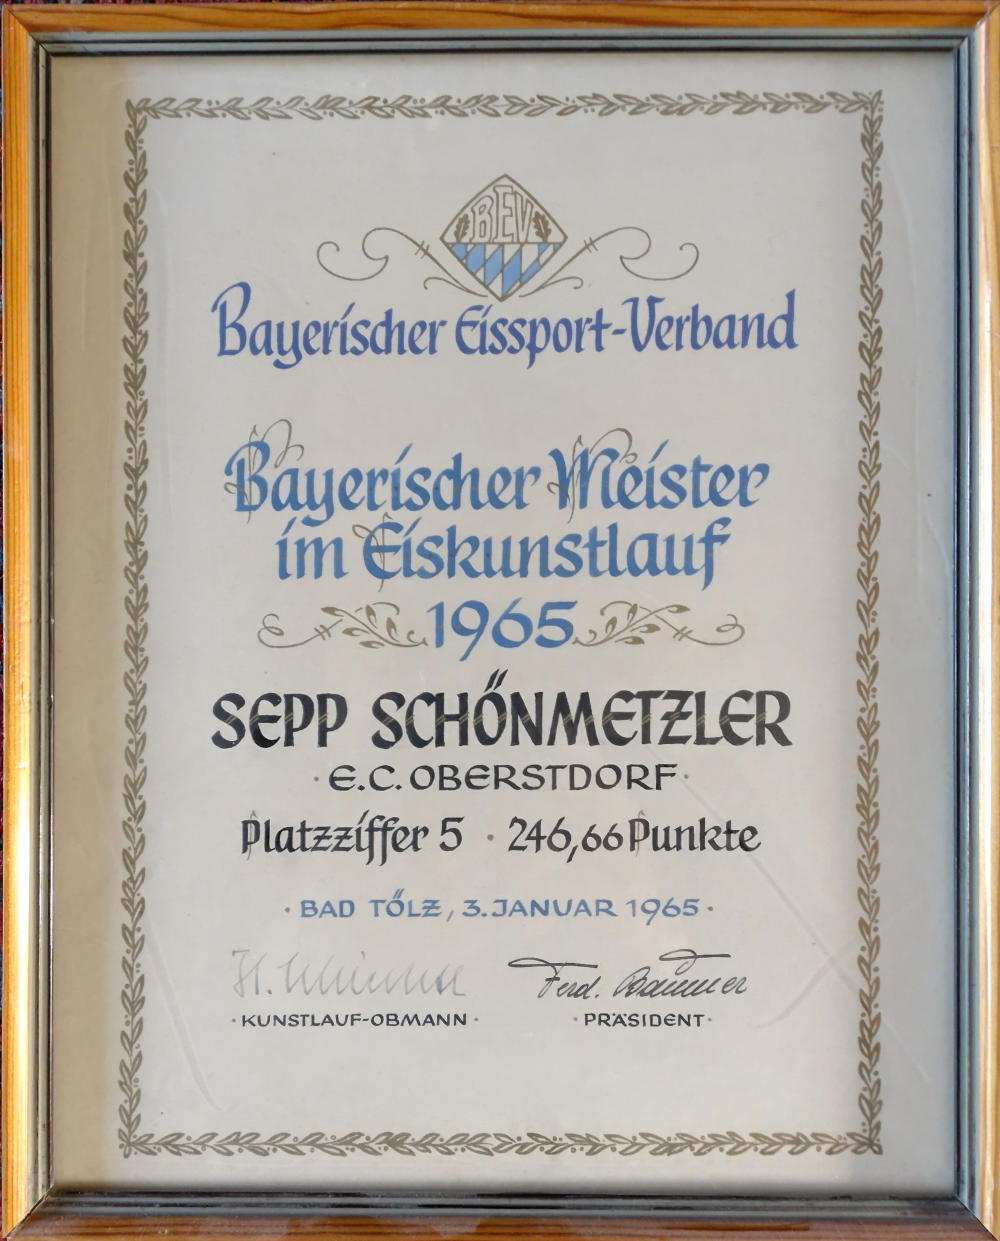 BEV
Bayerischer Eissport-Verband
Bayerischer Meister
im Eiskunstlauf
1965
SEPP SCHÖNMETZLER
· E.C. OBERSTDORF ·
Platzziffer 5 · 246,66 Punkte
· BAD TÖLZ, 3. JANUAR 1965 ·
H. Ferd.
· KUNSTLAUF-OBMANN · · PRÄSIDENT ·